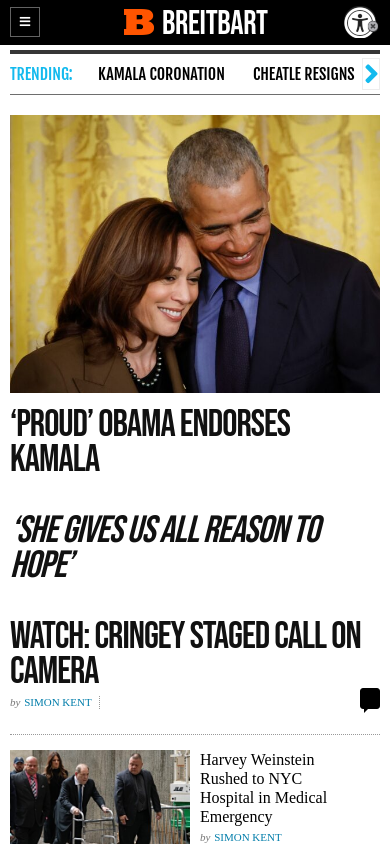 BREITBART
TRENDING: KAMALA CORONATION CHEATLE RESIGNS
‘PROUD’ OBAMA ENDORSES
KAMALA
‘SHE GIVES US ALL REASON TO
HOPE’
WATCH: CRINGEY STAGED CALL ON
CAMERA
by SIMON KENT
Harvey Weinstein
Rushed to NYC
Hospital in Medical
Emergency
by SIMON KENT